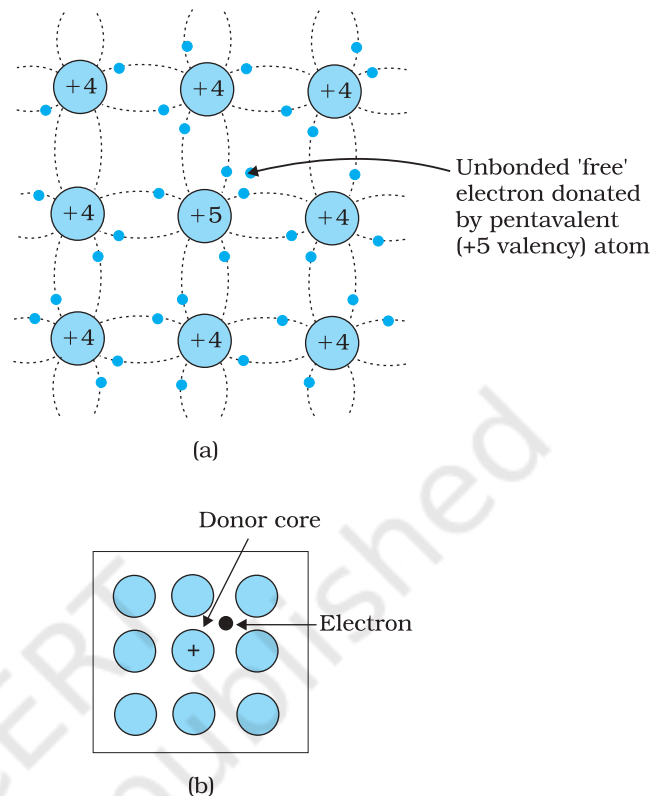 +4 +4 +4
Unbonded 'free'
electron donated
by pentavalent
(+5 valency) atom
+4 +5 +4
+4 +4 +4
(a)
Donor core
Electron
+
(b)